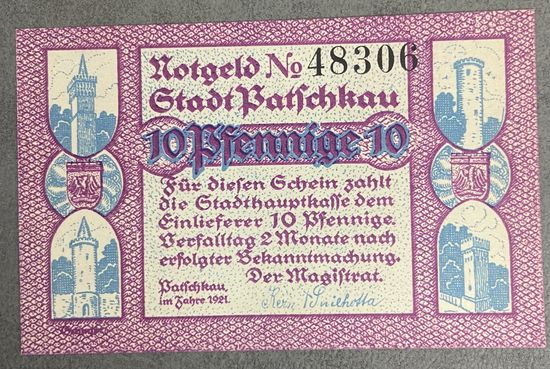 Notgeld No 48306
Stadt Patschkau
10 Pfennige 10
Für diesen Schein zahlt
die Stadthauptkasse dem
Einlieferer 10 Pfennige.
Verfalltag 2 Monate nach
erfolgter Bekanntmachung.
Der Magistrat.
Patschkau,
im Jahre 1921.